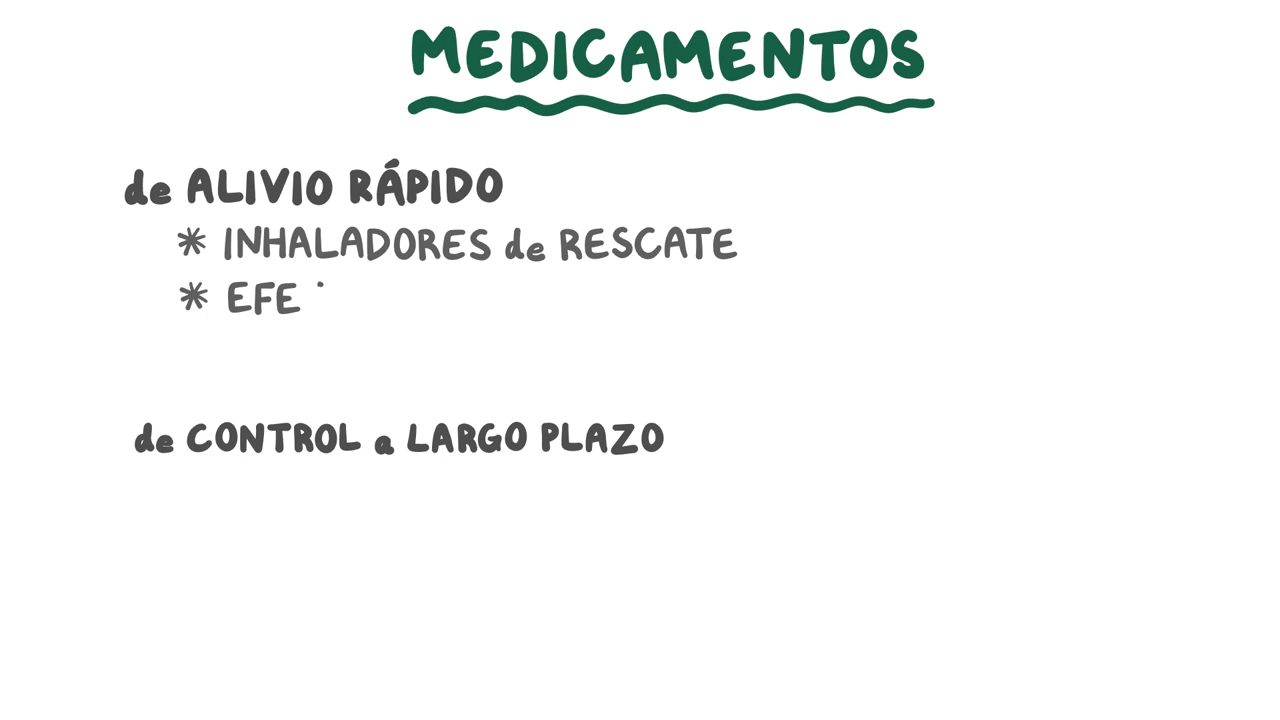 MEDICAMENTOS
de ALIVIO RÁPIDO
* INHALADORES de RESCATE
* EFE
de CONTROL a LARGO PLAZO